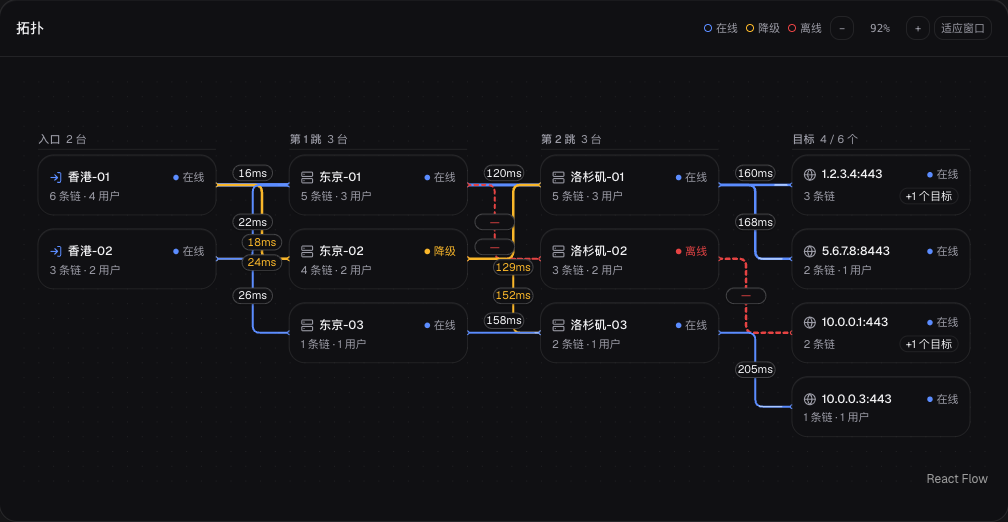 拓扑
在线 降级 离线 − 92% + 适应窗口
入口 2 台
第 1 跳 3 台
第 2 跳 3 台
目标 4 / 6 个
香港-01 在线
6 条链 · 4 用户
香港-02 在线
3 条链 · 2 用户
16ms
22ms
18ms
24ms
26ms
东京-01 在线
5 条链 · 3 用户
东京-02 降级
4 条链 · 2 用户
东京-03 在线
1 条链 · 1 用户
120ms
—
—
129ms
152ms
158ms
洛杉矶-01 在线
5 条链 · 3 用户
洛杉矶-02 离线
3 条链 · 2 用户
洛杉矶-03 在线
2 条链 · 1 用户
160ms
168ms
—
205ms
1.2.3.4:443 在线
3 条链 +1 个目标
5.6.7.8:8443 在线
2 条链 · 1 用户
10.0.0.1:443 在线
2 条链 +1 个目标
10.0.0.3:443 在线
1 条链 · 1 用户
React Flow